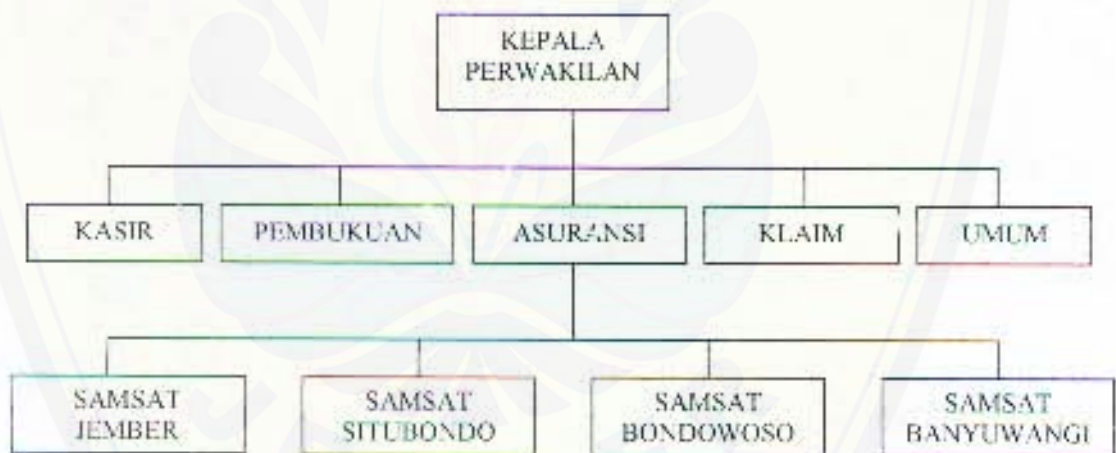 KEPALA
PERWAKILAN
KASIR
PEMBUKUAN
ASURANSI
KLAIM
UMUM
SAMSAT
JEMBER
SAMSAT
SITUBONDO
SAMSAT
BONDOWOSO
SAMSAT
BANYUWANGI